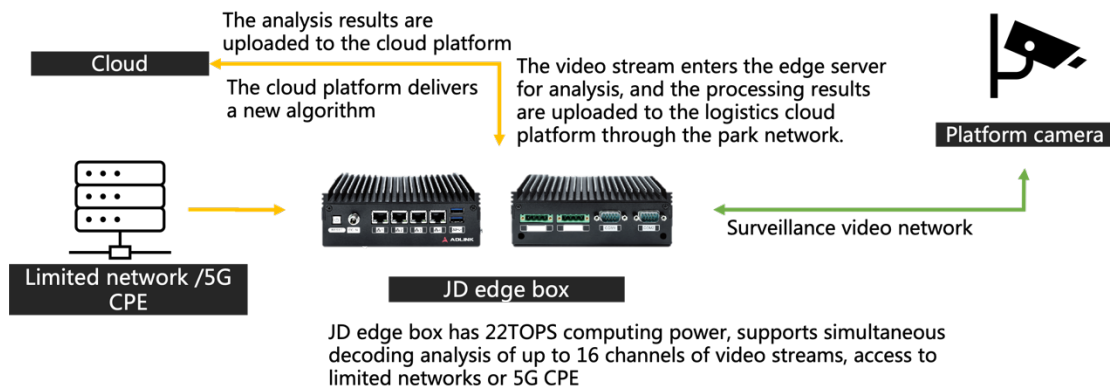 The analysis results are
uploaded to the cloud platform
Cloud
The cloud platform delivers
a new algorithm
The video stream enters the edge server
for analysis, and the processing results
are uploaded to the logistics cloud
platform through the park network.
Platform camera
ADLINK
Surveillance video network
Limited network /5G
CPE
JD edge box
JD edge box has 22TOPS computing power, supports simultaneous
decoding analysis of up to 16 channels of video streams, access to
limited networks or 5G CPE